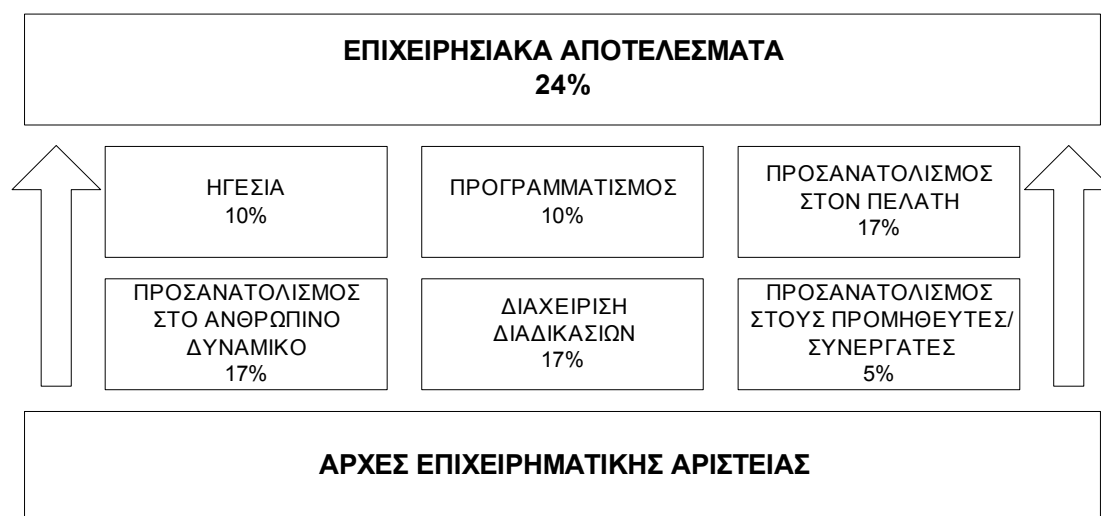 ΕΠΙΧΕΙΡΗΣΙΑΚΑ ΑΠΟΤΕΛΕΣΜΑΤΑ
24%
ΗΓΕΣΙΑ
10%
ΠΡΟΓΡΑΜΜΑΤΙΣΜΟΣ
10%
ΠΡΟΣΑΝΑΤΟΛΙΣΜΟΣ
ΣΤΟΝ ΠΕΛΑΤΗ
17%
ΠΡΟΣΑΝΑΤΟΛΙΣΜΟΣ
ΣΤΟ ΑΝΘΡΩΠΙΝΟ
ΔΥΝΑΜΙΚΟ
17%
ΔΙΑΧΕΙΡΙΣΗ
ΔΙΑΔΙΚΑΣΙΩΝ
17%
ΠΡΟΣΑΝΑΤΟΛΙΣΜΟΣ
ΣΤΟΥΣ ΠΡΟΜΗΘΕΥΤΕΣ/
ΣΥΝΕΡΓΑΤΕΣ
5%
ΑΡΧΕΣ ΕΠΙΧΕΙΡΗΜΑΤΙΚΗΣ ΑΡΙΣΤΕΙΑΣ